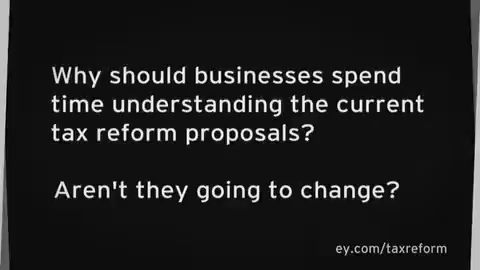 Why should businesses spend
time understanding the current
tax reform proposals?
Aren't they going to change?
ey.com/taxreform